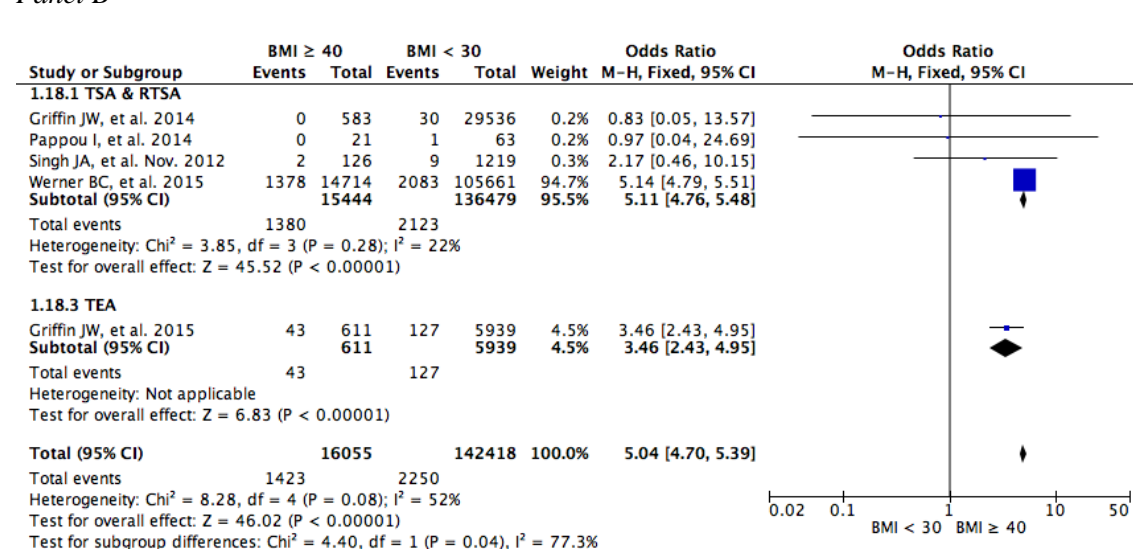 Panel B
BMI ≥ 40 BMI < 30 Odds Ratio Odds Ratio
Study or Subgroup Events Total Events Total Weight M-H, Fixed, 95% CI M-H, Fixed, 95% CI
1.18.1 TSA & RTSA
Griffin JW, et al. 2014 0 583 30 29536 0.2% 0.83 [0.05, 13.57]
Pappou I, et al. 2014 0 21 1 63 0.2% 0.97 [0.04, 24.69]
Singh JA, et al. Nov. 2012 2 126 9 1219 0.3% 2.17 [0.46, 10.15]
Werner BC, et al. 2015 1378 14714 2083 105661 94.7% 5.14 [4.79, 5.51]
Subtotal (95% CI) 15444 136479 95.5% 5.11 [4.76, 5.48]
Total events 1380 2123
Heterogeneity: Chi² = 3.85, df = 3 (P = 0.28); I² = 22%
Test for overall effect: Z = 45.52 (P < 0.00001)
1.18.3 TEA
Griffin JW, et al. 2015 43 611 127 5939 4.5% 3.46 [2.43, 4.95]
Subtotal (95% CI) 611 5939 4.5% 3.46 [2.43, 4.95]
Total events 43 127
Heterogeneity: Not applicable
Test for overall effect: Z = 6.83 (P < 0.00001)
Total (95% CI) 16055 142418 100.0% 5.04 [4.70, 5.39]
Total events 1423 2250
Heterogeneity: Chi² = 8.28, df = 4 (P = 0.08); I² = 52%
Test for overall effect: Z = 46.02 (P < 0.00001)
Test for subgroup differences: Chi² = 4.40, df = 1 (P = 0.04), I² = 77.3%
0.02 0.1 1 10 50
BMI < 30 BMI ≥ 40